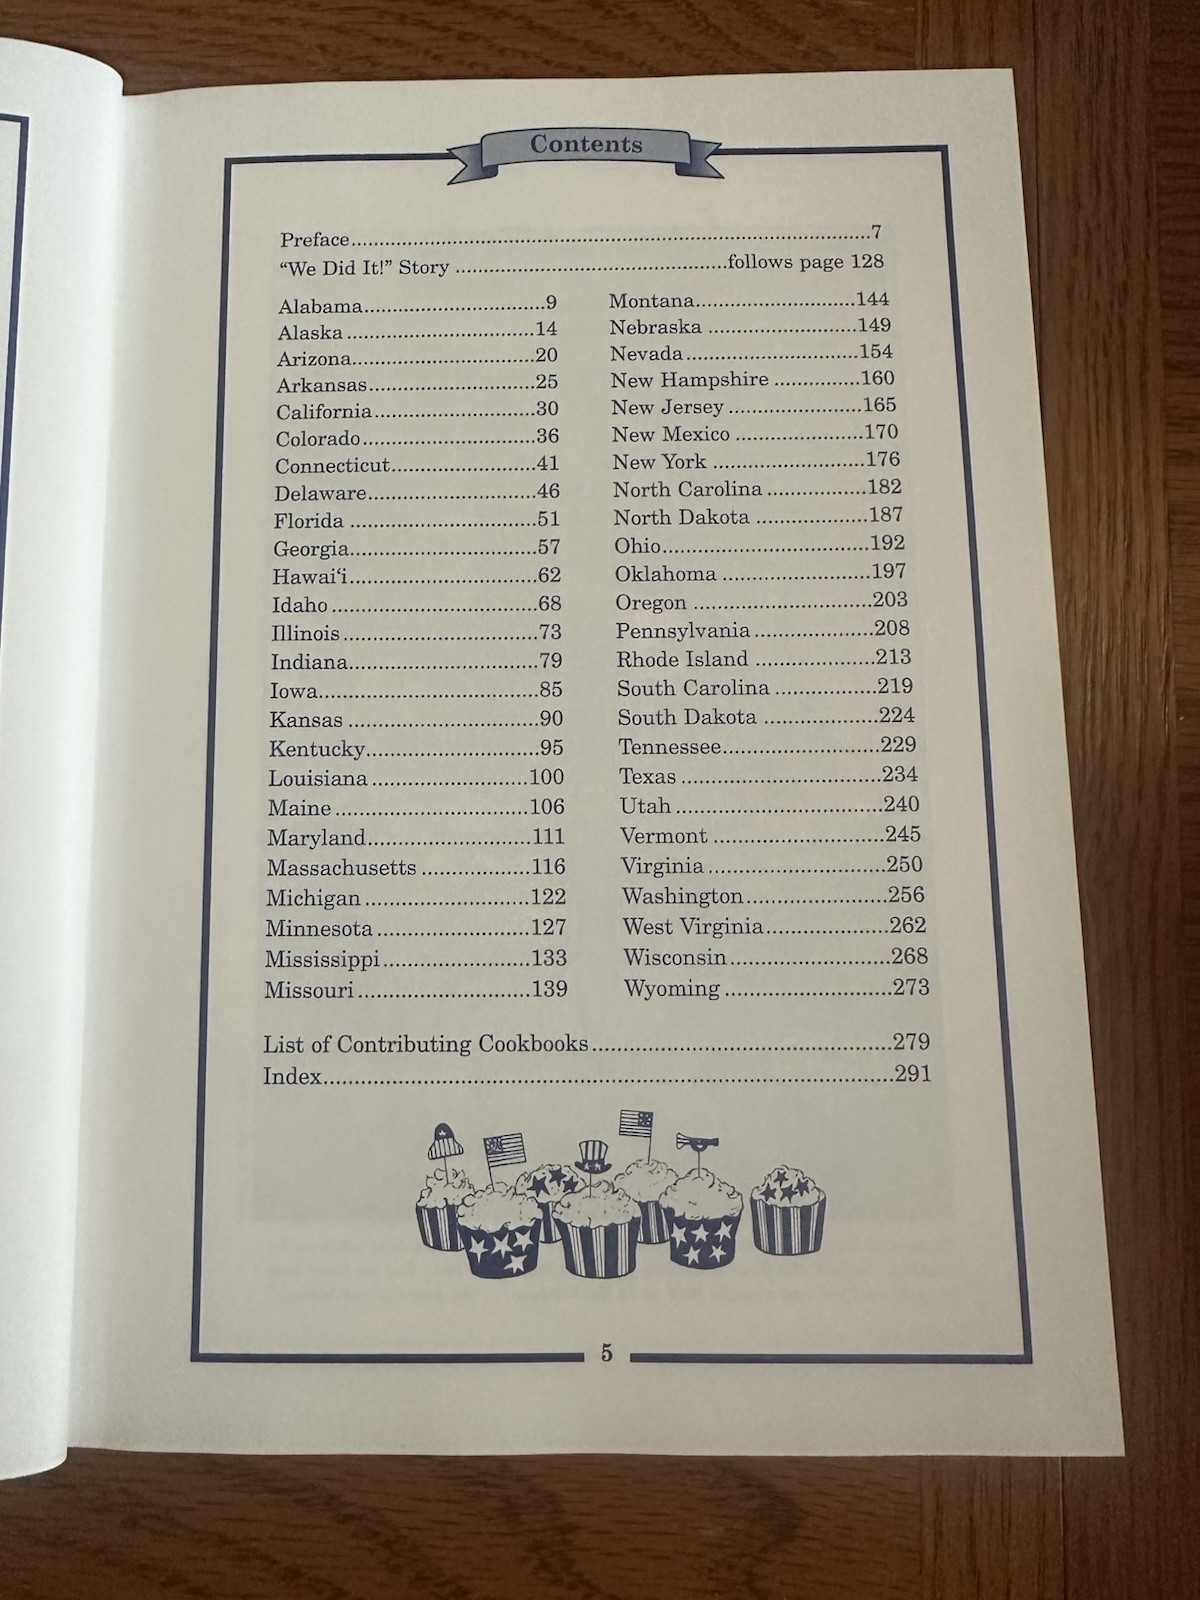 Contents
Preface..........7
“We Did It!” Story ..........follows page 128
Alabama..........9
Alaska ..........14
Arizona..........20
Arkansas..........25
California..........30
Colorado..........36
Connecticut..........41
Delaware..........46
Florida ..........51
Georgia..........57
Hawai‘i..........62
Idaho ..........68
Illinois ..........73
Indiana..........79
Iowa..........85
Kansas ..........90
Kentucky..........95
Louisiana ..........100
Maine ..........106
Maryland..........111
Massachusetts ..........116
Michigan ..........122
Minnesota ..........127
Mississippi ..........133
Missouri ..........139
Montana..........144
Nebraska ..........149
Nevada ..........154
New Hampshire ..........160
New Jersey ..........165
New Mexico ..........170
New York ..........176
North Carolina ..........182
North Dakota ..........187
Ohio..........192
Oklahoma ..........197
Oregon ..........203
Pennsylvania ..........208
Rhode Island ..........213
South Carolina ..........219
South Dakota ..........224
Tennessee..........229
Texas ..........234
Utah ..........240
Vermont ..........245
Virginia ..........250
Washington..........256
West Virginia..........262
Wisconsin..........268
Wyoming ..........273
List of Contributing Cookbooks..........279
Index..........291
5